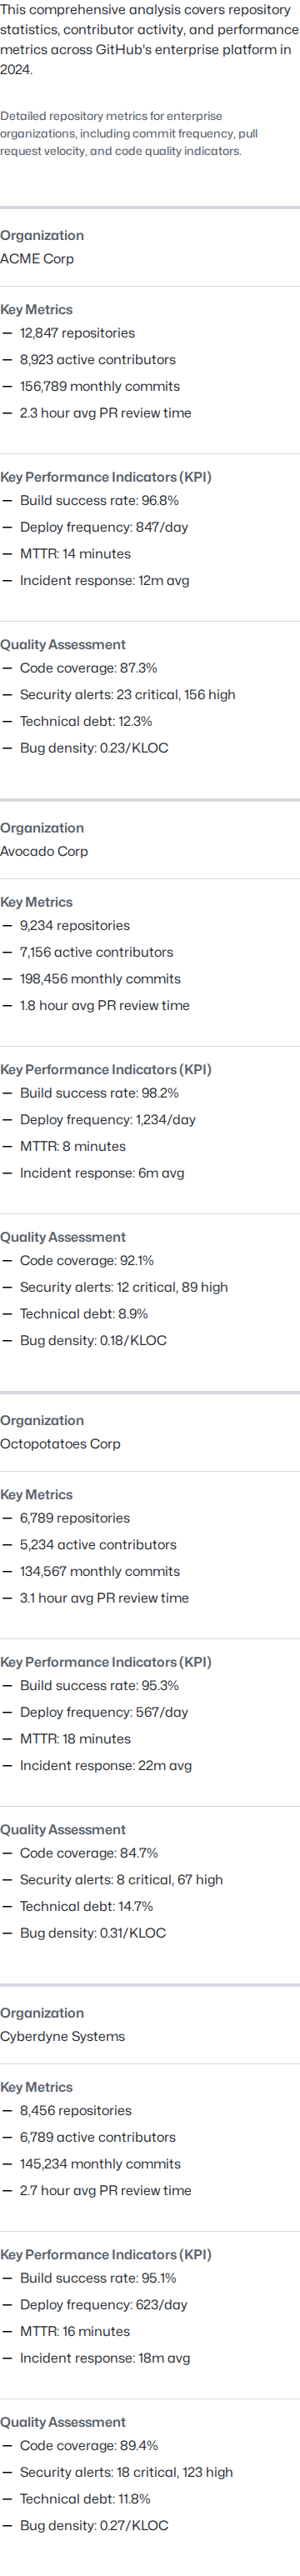 This comprehensive analysis covers repository
statistics, contributor activity, and performance
metrics across GitHub's enterprise platform in
2024.
Detailed repository metrics for enterprise
organizations, including commit frequency, pull
request velocity, and code quality indicators.
Organization
ACME Corp
Key Metrics
— 12,847 repositories
— 8,923 active contributors
— 156,789 monthly commits
— 2.3 hour avg PR review time
Key Performance Indicators (KPI)
— Build success rate: 96.8%
— Deploy frequency: 847/day
— MTTR: 14 minutes
— Incident response: 12m avg
Quality Assessment
— Code coverage: 87.3%
— Security alerts: 23 critical, 156 high
— Technical debt: 12.3%
— Bug density: 0.23/KLOC
Organization
Avocado Corp
Key Metrics
— 9,234 repositories
— 7,156 active contributors
— 198,456 monthly commits
— 1.8 hour avg PR review time
Key Performance Indicators (KPI)
— Build success rate: 98.2%
— Deploy frequency: 1,234/day
— MTTR: 8 minutes
— Incident response: 6m avg
Quality Assessment
— Code coverage: 92.1%
— Security alerts: 12 critical, 89 high
— Technical debt: 8.9%
— Bug density: 0.18/KLOC
Organization
Octopotatoes Corp
Key Metrics
— 6,789 repositories
— 5,234 active contributors
— 134,567 monthly commits
— 3.1 hour avg PR review time
Key Performance Indicators (KPI)
— Build success rate: 95.3%
— Deploy frequency: 567/day
— MTTR: 18 minutes
— Incident response: 22m avg
Quality Assessment
— Code coverage: 84.7%
— Security alerts: 8 critical, 67 high
— Technical debt: 14.7%
— Bug density: 0.31/KLOC
Organization
Cyberdyne Systems
Key Metrics
— 8,456 repositories
— 6,789 active contributors
— 145,234 monthly commits
— 2.7 hour avg PR review time
Key Performance Indicators (KPI)
— Build success rate: 95.1%
— Deploy frequency: 623/day
— MTTR: 16 minutes
— Incident response: 18m avg
Quality Assessment
— Code coverage: 89.4%
— Security alerts: 18 critical, 123 high
— Technical debt: 11.8%
— Bug density: 0.27/KLOC